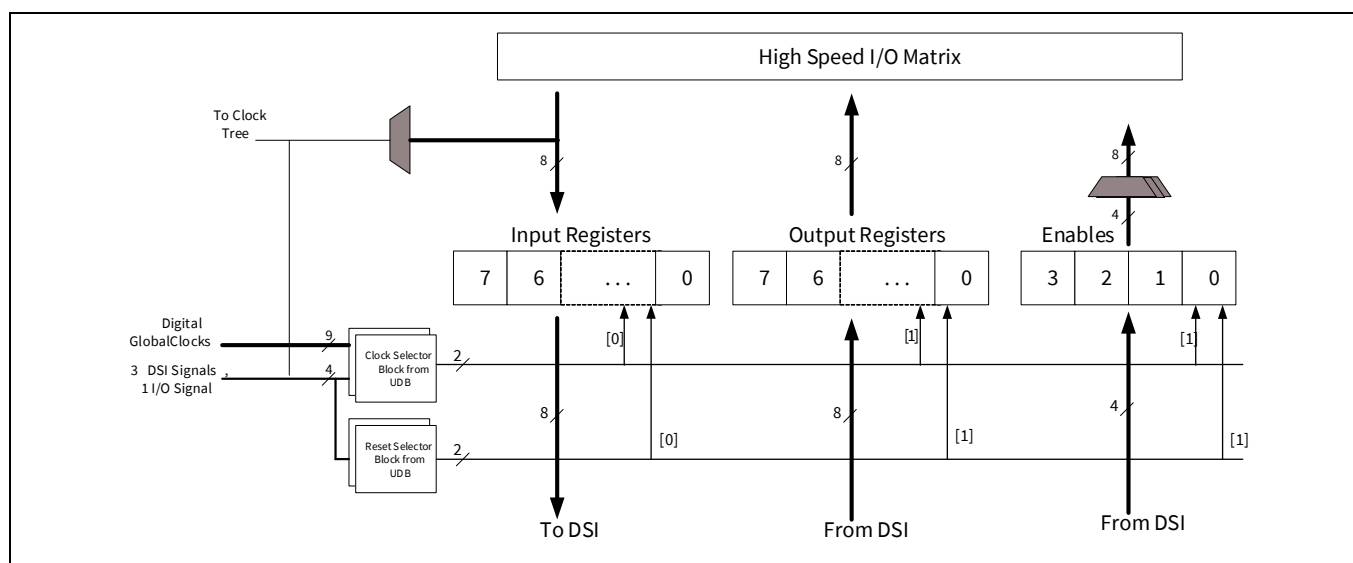 High Speed I/O Matrix
To Clock
Tree
8
8
8
4
Input Registers
Output Registers
Enables
7 6 ... 0
7 6 ... 0
3 2 1 0
Digital
GlobalClocks
9
[0]
[1]
[1]
3 DSI Signals ,
1 I/O Signal
4
Clock Selector
Block from
UDB
2
8
8
4
Reset Selector
Block from
UDB
2
[0]
[1]
[1]
To DSI
From DSI
From DSI